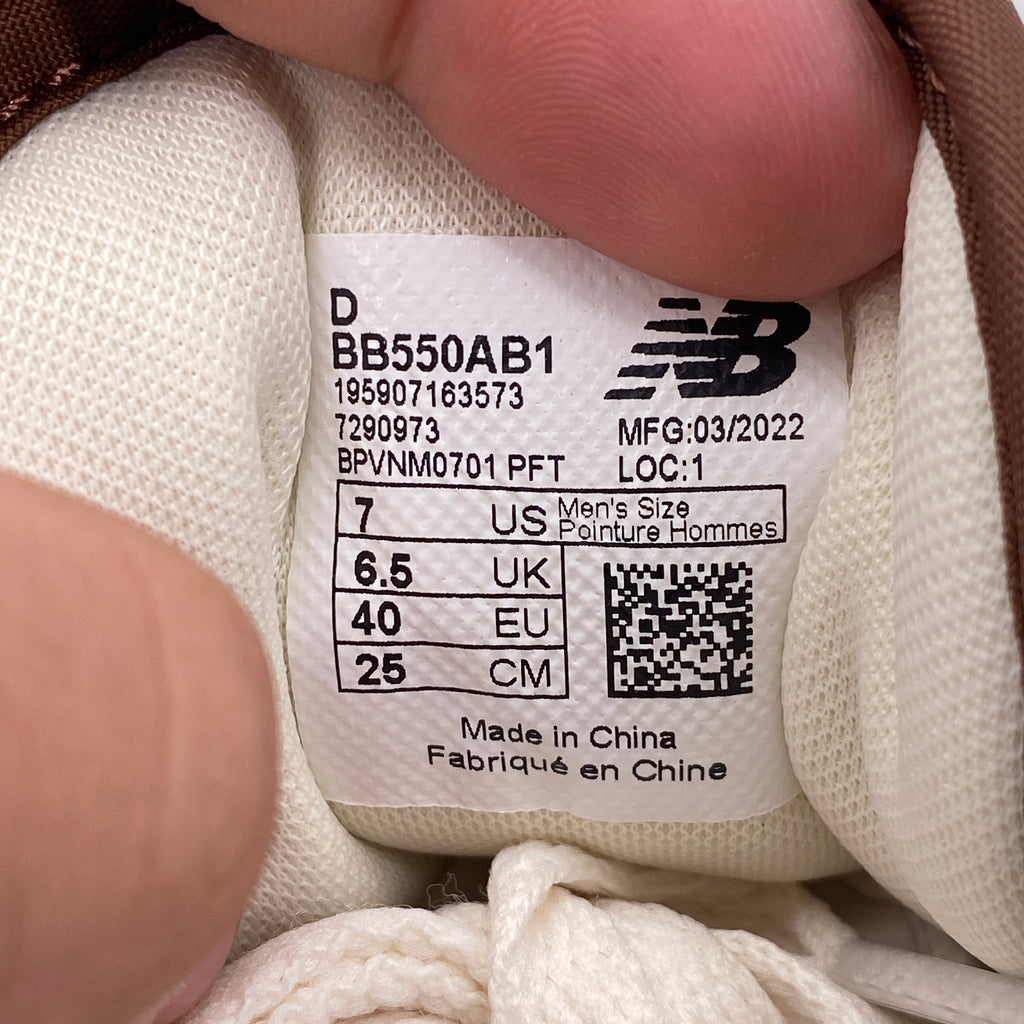 D
BB550AB1
195907163573
7290973
BPVNM0701 PFT
NB
MFG:03/2022
LOC:1
7 US Men's Size
Pointure Hommes
6.5 UK
40 EU
25 CM
Made in China
Fabriqué en Chine